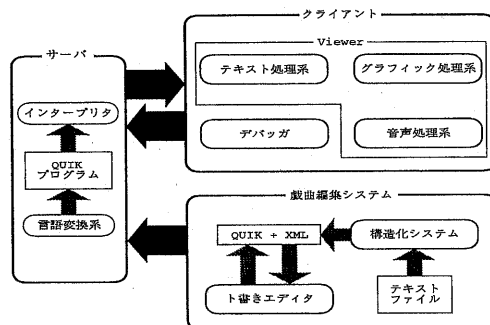 クライアント
サーバ
Viewer
テキスト処理系
グラフィック処理系
インタープリタ
デバッガ
音声処理系
QUIK
プログラム
戯曲編集システム
言語変換系
QUIK + XML
構造化システム
ト書きエディタ
テキスト
ファイル